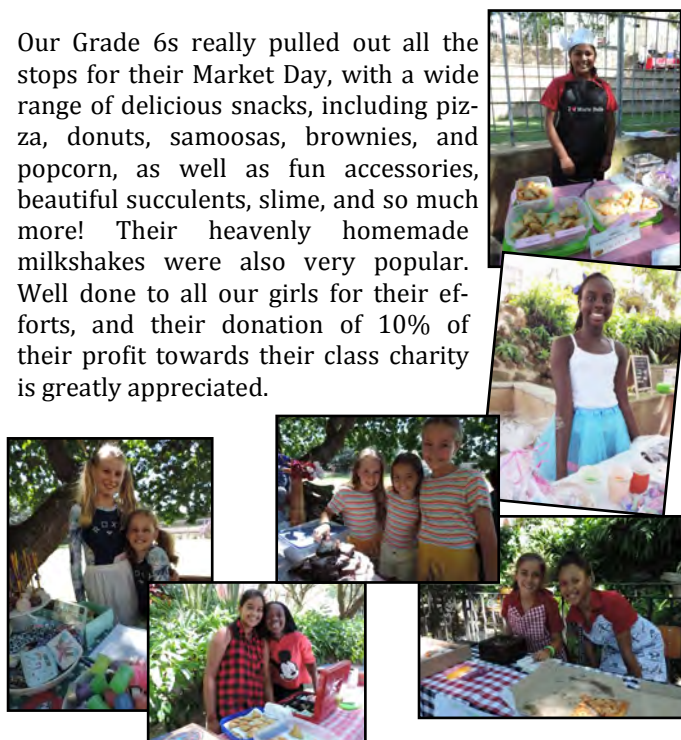 Our Grade 6s really pulled out all the
stops for their Market Day, with a wide
range of delicious snacks, including piz-
za, donuts, samoosas, brownies, and
popcorn, as well as fun accessories,
beautiful succulents, slime, and so much
more! Their heavenly homemade
milkshakes were also very popular.
Well done to all our girls for their ef-
forts, and their donation of 10% of
their profit towards their class charity
is greatly appreciated.